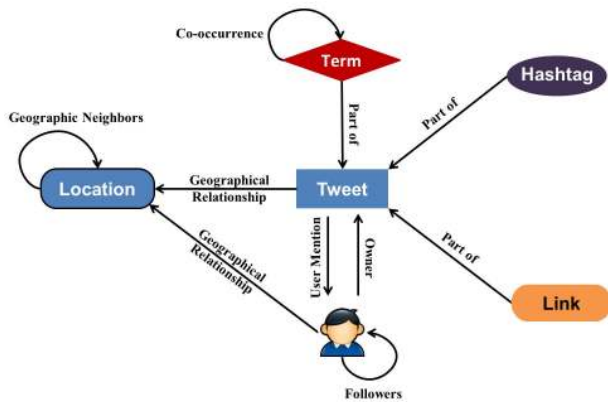 Co-occurrence
Term
Hashtag
Part of
Part of
Geographic Neighbors
Location
Geographical
Relationship
Tweet
Geographical
Relationship
User Mention
Owner
Part of
Link
Followers